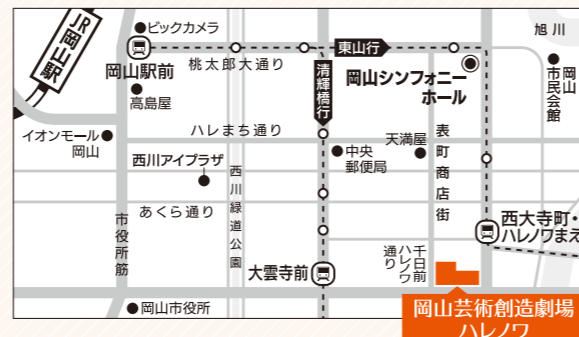 JR岡山駅
ビックカメラ
岡山駅前
桃太郎大通り
東山行
旭川
高島屋
清輝橋行
岡山シンフォニー
ホール
岡山
市民会館
イオンモール
岡山
ハレまち通り
西川アイプラザ
中央
郵便局
天満屋
表町商店街
西川緑道公園
あくら通り
市役所筋
大雲寺前
千日前
ハレノワ
通り
西大寺町・
ハレノワまえ
岡山市役所
岡山芸術創造劇場
ハレノワ